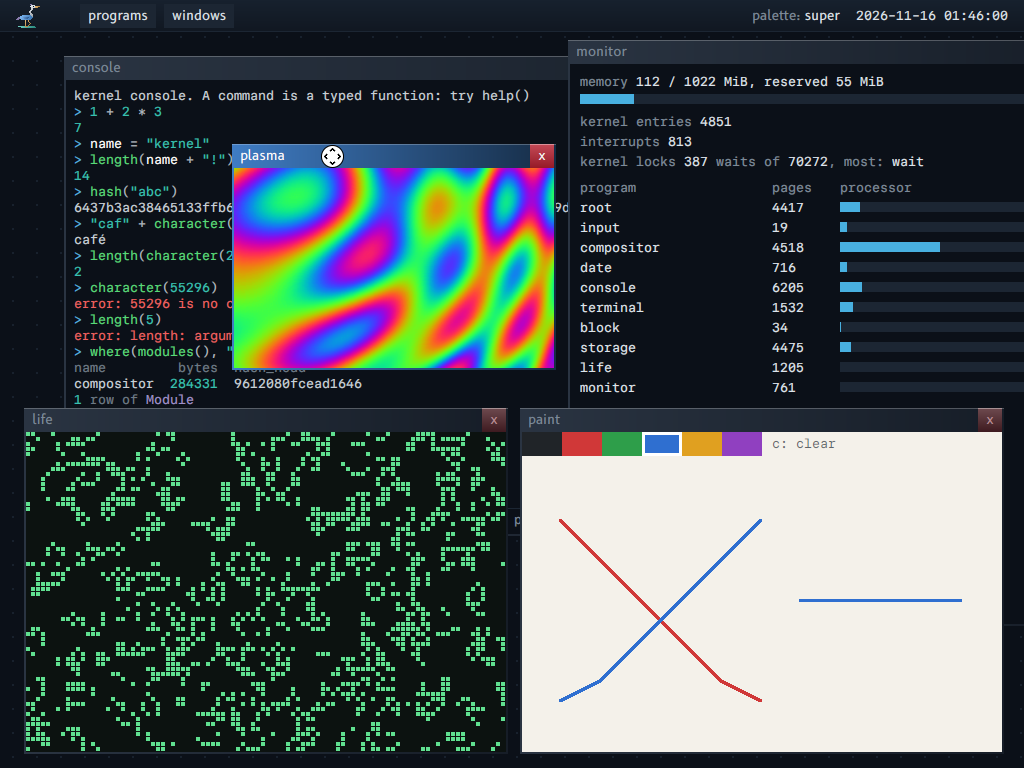 programs windows palette: super 2026-11-16 01:46:00
console
kernel console. A command is a typed function: try help()
> 1 + 2 * 3
7
> name = "kernel"
> length(name + "!")
14
> hash("abc")
6437b3ac38465133ffb6
> "caf" + character(
café
> length(character(2
2
> character(55296)
error: 55296 is no c
> length(5)
error: length: argum
> where(modules(), "
name bytes
compositor 284331 9612080fcead1646
1 row of Module
plasma x
monitor
memory 112 / 1022 MiB, reserved 55 MiB
kernel entries 4851
interrupts 813
kernel locks 387 waits of 70272, most: wait
program pages processor
root 4417
input 19
compositor 4518
date 716
console 6205
terminal 1532
block 34
storage 4475
life 1205
monitor 761
life x
paint x
c: clear